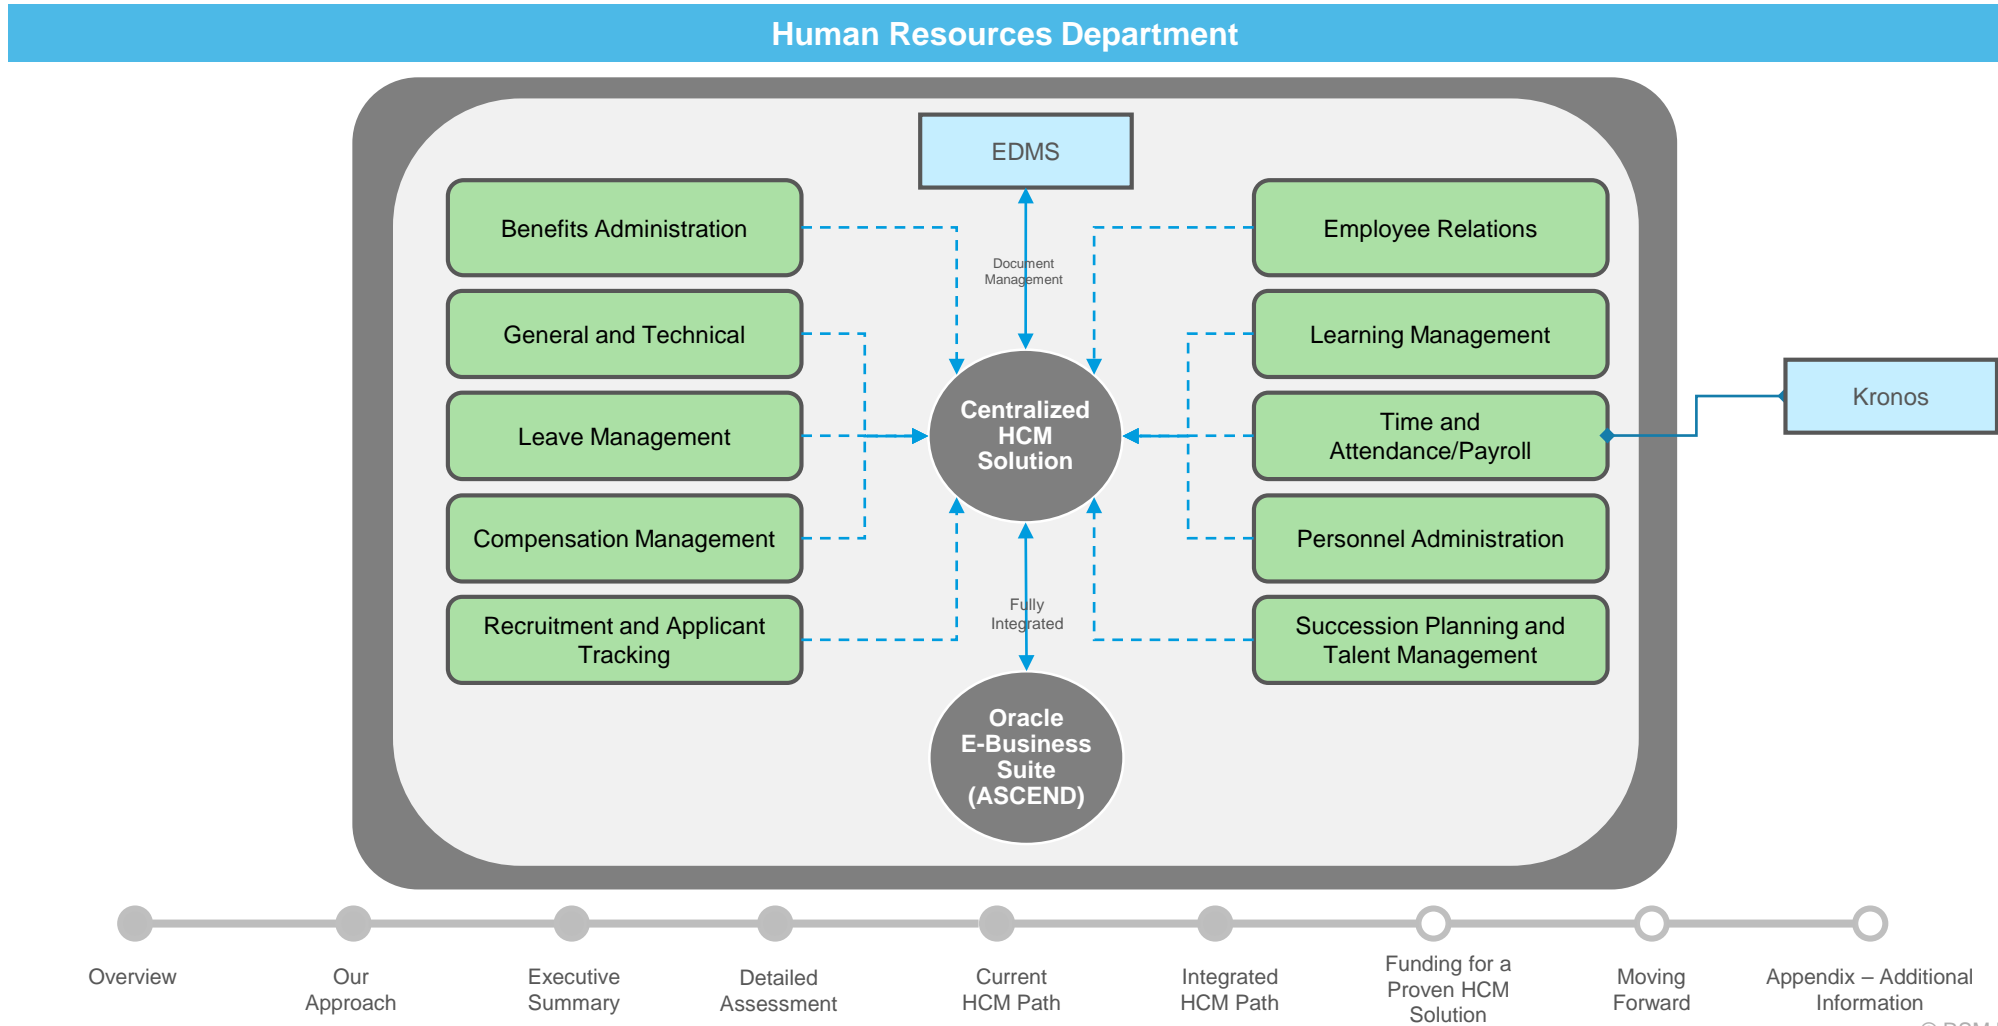 Human Resources Department
EDMS
Benefits Administration
Employee Relations
Document
Management
General and Technical
Learning Management
Centralized
HCM
Solution
Leave Management
Time and
Attendance/Payroll
Kronos
Compensation Management
Personnel Administration
Fully
Integrated
Recruitment and Applicant
Tracking
Succession Planning and
Talent Management
Oracle
E-Business
Suite
(ASCEND)
Overview
Our
Approach
Executive
Summary
Detailed
Assessment
Current
HCM Path
Integrated
HCM Path
Funding for a
Proven HCM
Solution
Moving
Forward
Appendix – Additional
Information